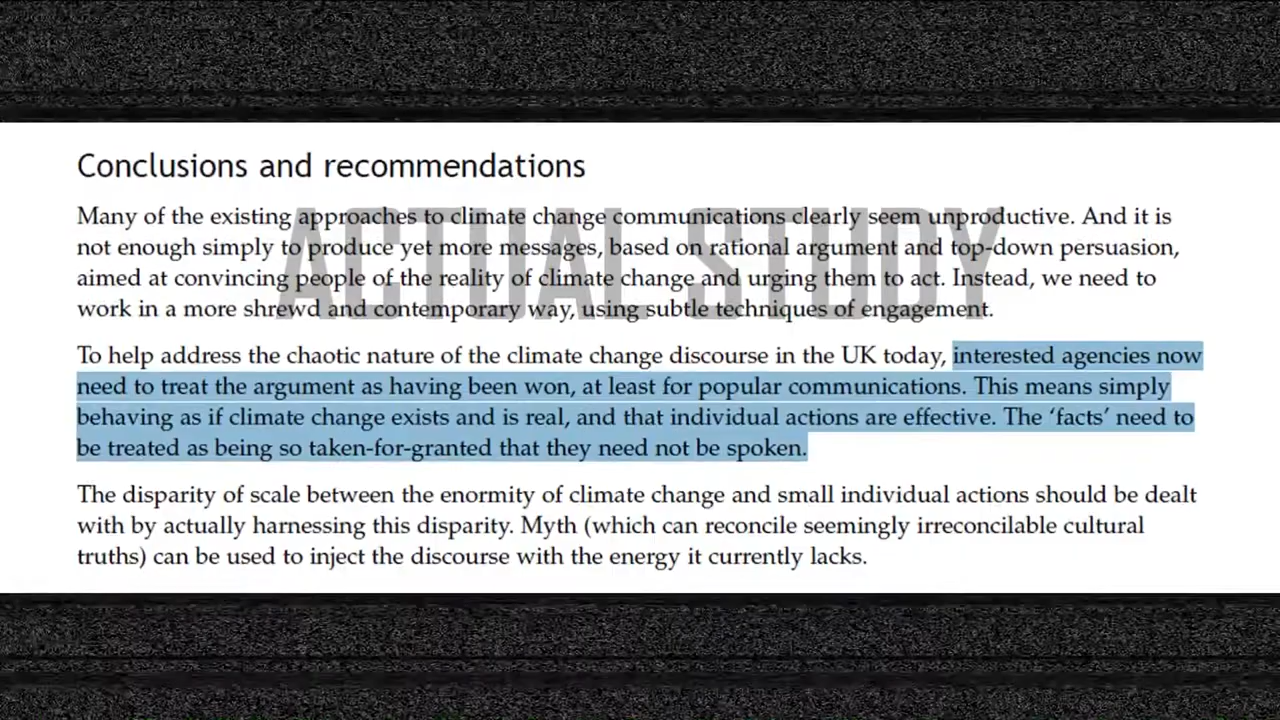 Conclusions and recommendations
ACTUAL STUDY
Many of the existing approaches to climate change communications clearly seem unproductive. And it is
not enough simply to produce yet more messages, based on rational argument and top-down persuasion,
aimed at convincing people of the reality of climate change and urging them to act. Instead, we need to
work in a more shrewd and contemporary way, using subtle techniques of engagement.
To help address the chaotic nature of the climate change discourse in the UK today, interested agencies now
need to treat the argument as having been won, at least for popular communications. This means simply
behaving as if climate change exists and is real, and that individual actions are effective. The ‘facts’ need to
be treated as being so taken-for-granted that they need not be spoken.
The disparity of scale between the enormity of climate change and small individual actions should be dealt
with by actually harnessing this disparity. Myth (which can reconcile seemingly irreconcilable cultural
truths) can be used to inject the discourse with the energy it currently lacks.